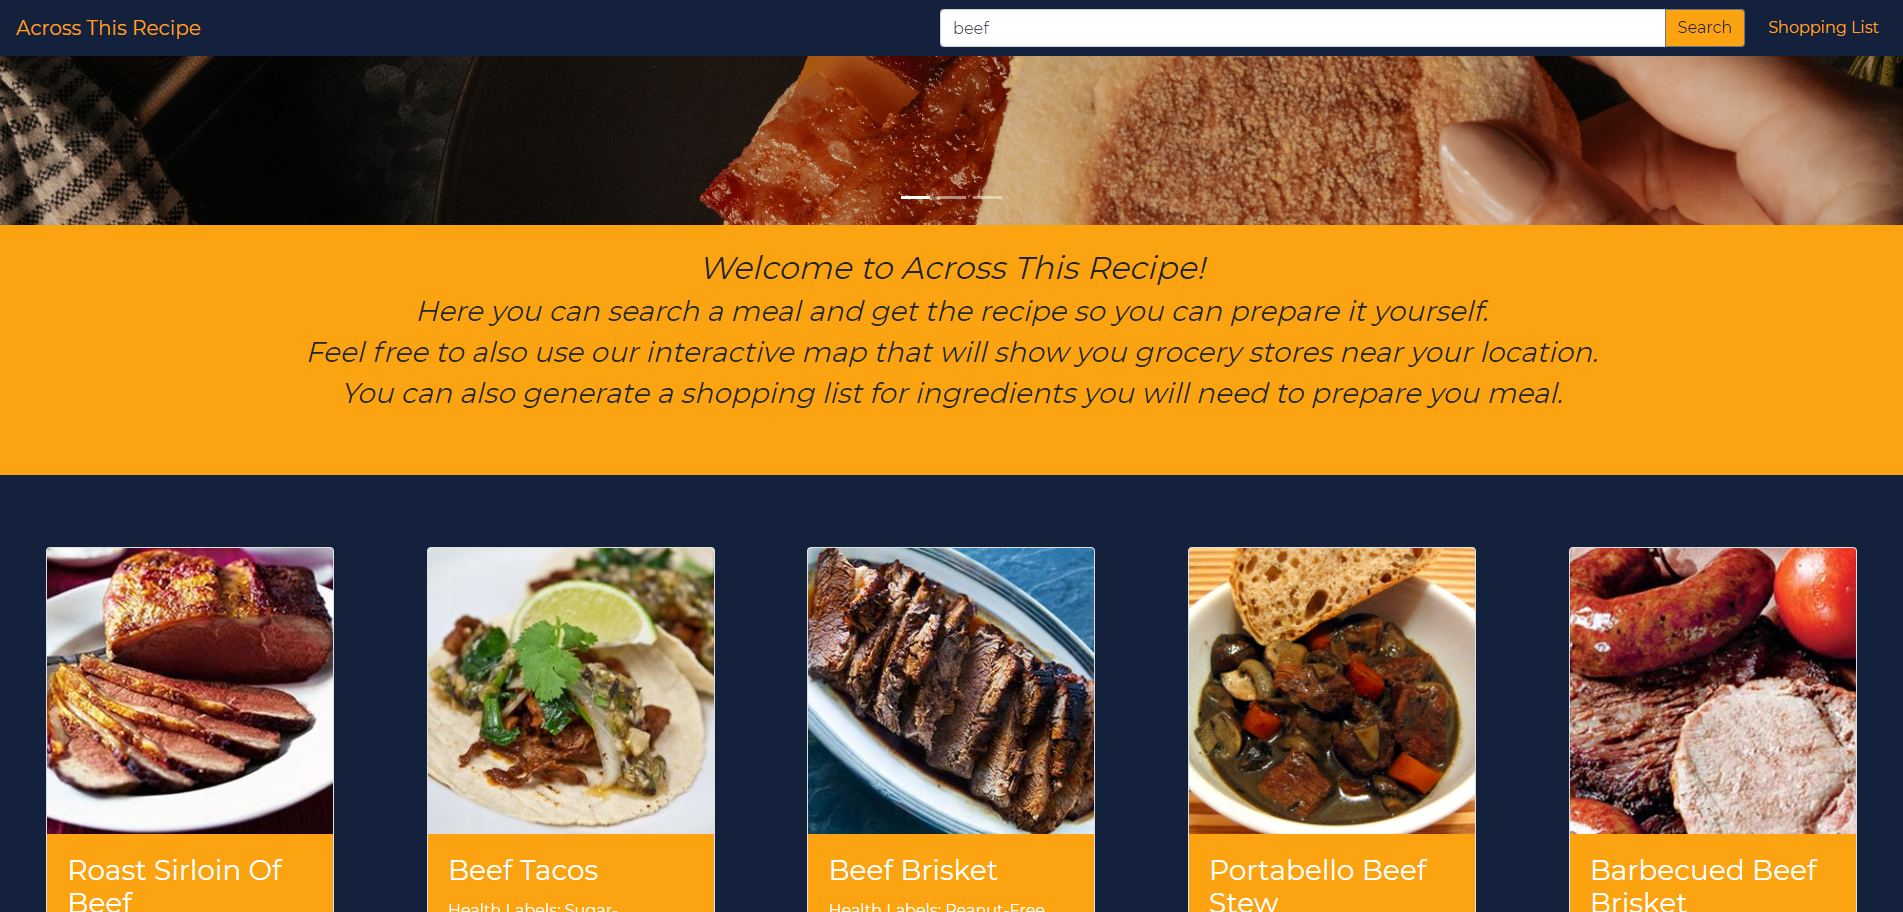 Across This Recipe
beef
Search
Shopping List
Welcome to Across This Recipe!
Here you can search a meal and get the recipe so you can prepare it yourself.
Feel free to also use our interactive map that will show you grocery stores near your location.
You can also generate a shopping list for ingredients you will need to prepare you meal.
Roast Sirloin Of
Beef
Beef Tacos
Health Labels: Sugar-
Beef Brisket
Health Labels: Peanut-Free
Portabello Beef
Stew
Barbecued Beef
Brisket